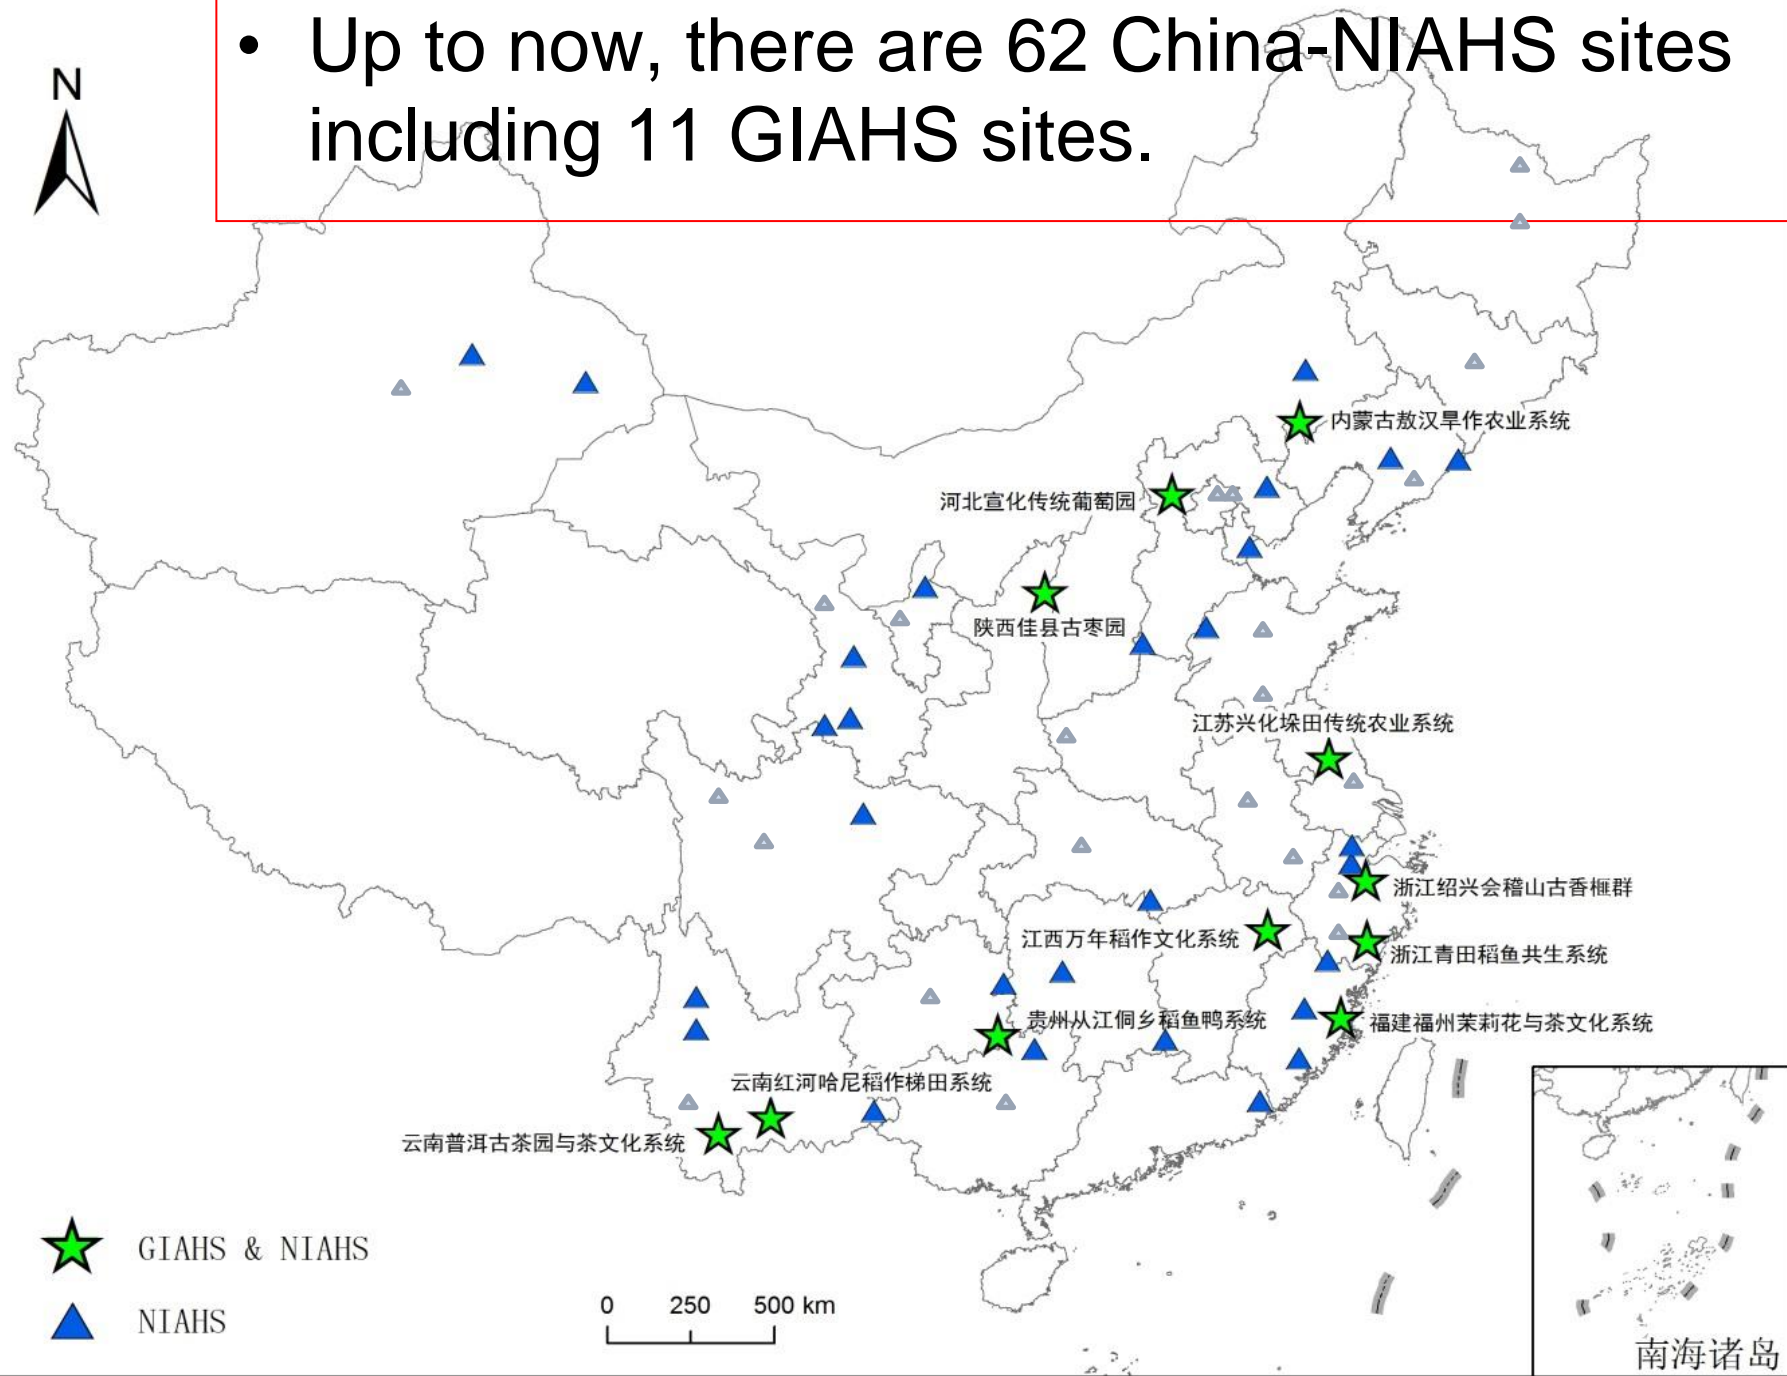 • Up to now, there are 62 China-NIAHS sites
including 11 GIAHS sites.
N
内蒙古敖汉旱作农业系统
河北宣化传统葡萄园
陕西佳县古枣园
江苏兴化垛田传统农业系统
浙江绍兴会稽山古香榧群
江西万年稻作文化系统
浙江青田稻鱼共生系统
贵州从江侗乡稻鱼鸭系统
福建福州茉莉花与茶文化系统
云南红河哈尼稻作梯田系统
云南普洱古茶园与茶文化系统
GIAHS & NIAHS
NIAHS
0 250 500 km
南海诸岛